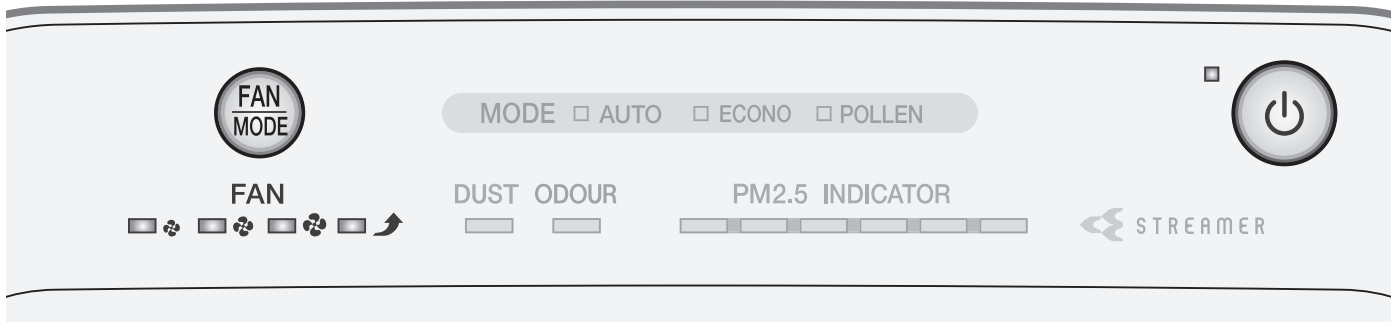 FAN
MODE
MODE AUTO ECONO POLLEN
FAN
DUST ODOUR PM2.5 INDICATOR
STREAMER